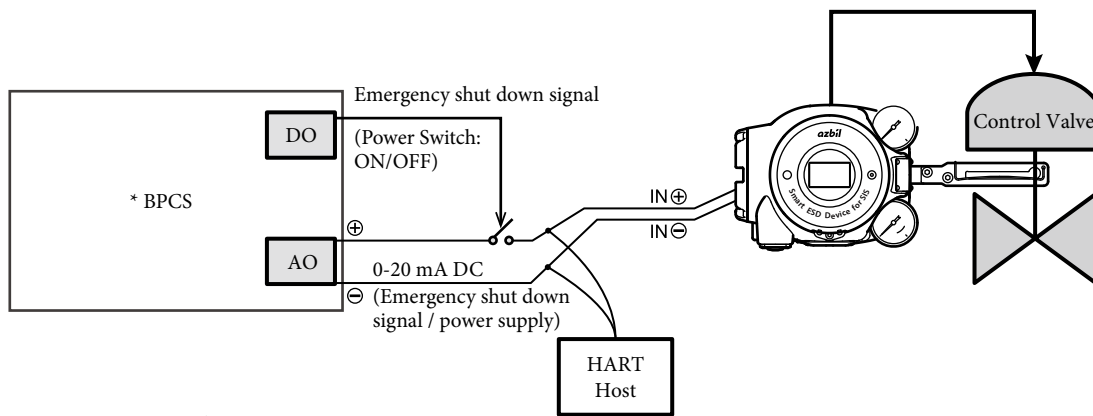 Emergency shut down signal
DO
(Power Switch:
ON/OFF)
* BPCS
⊕
AO
0-20 mA DC
⊖ (Emergency shut down
signal / power supply)
IN⊕
IN⊖
HART
Host
azbil
Smart ESD Device for SIS
Control Valve